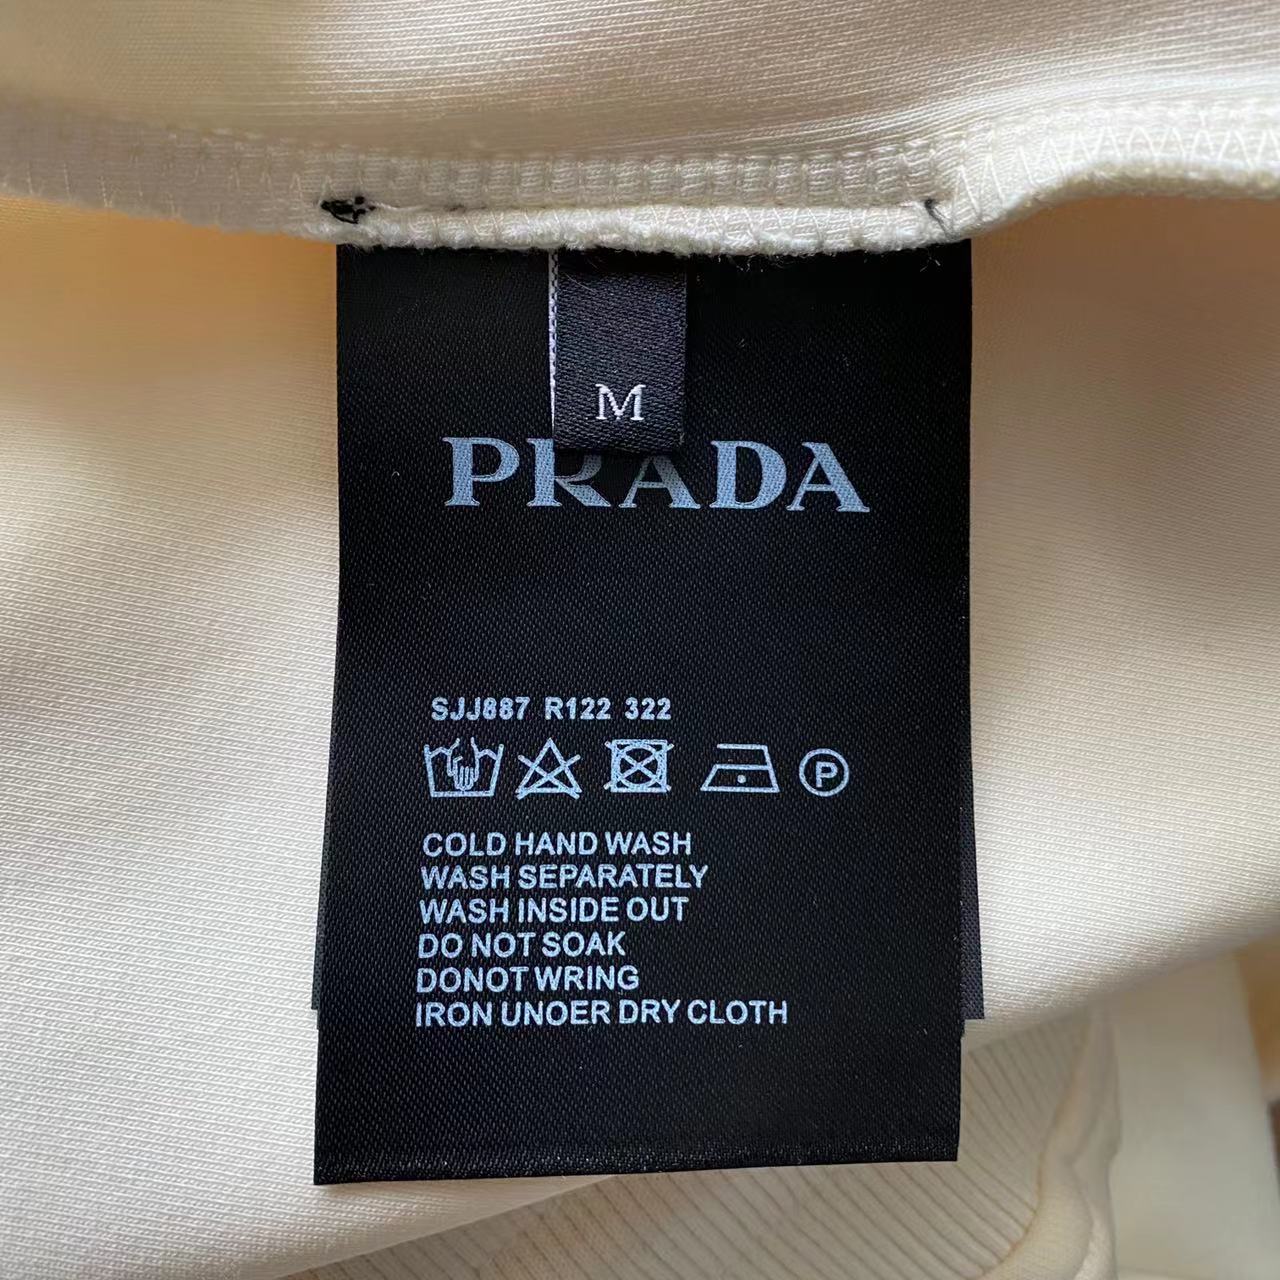 M
PRADA
SJJ887 R122 322
P
COLD HAND WASH
WASH SEPARATELY
WASH INSIDE OUT
DO NOT SOAK
DONOT WRING
IRON UNOER DRY CLOTH